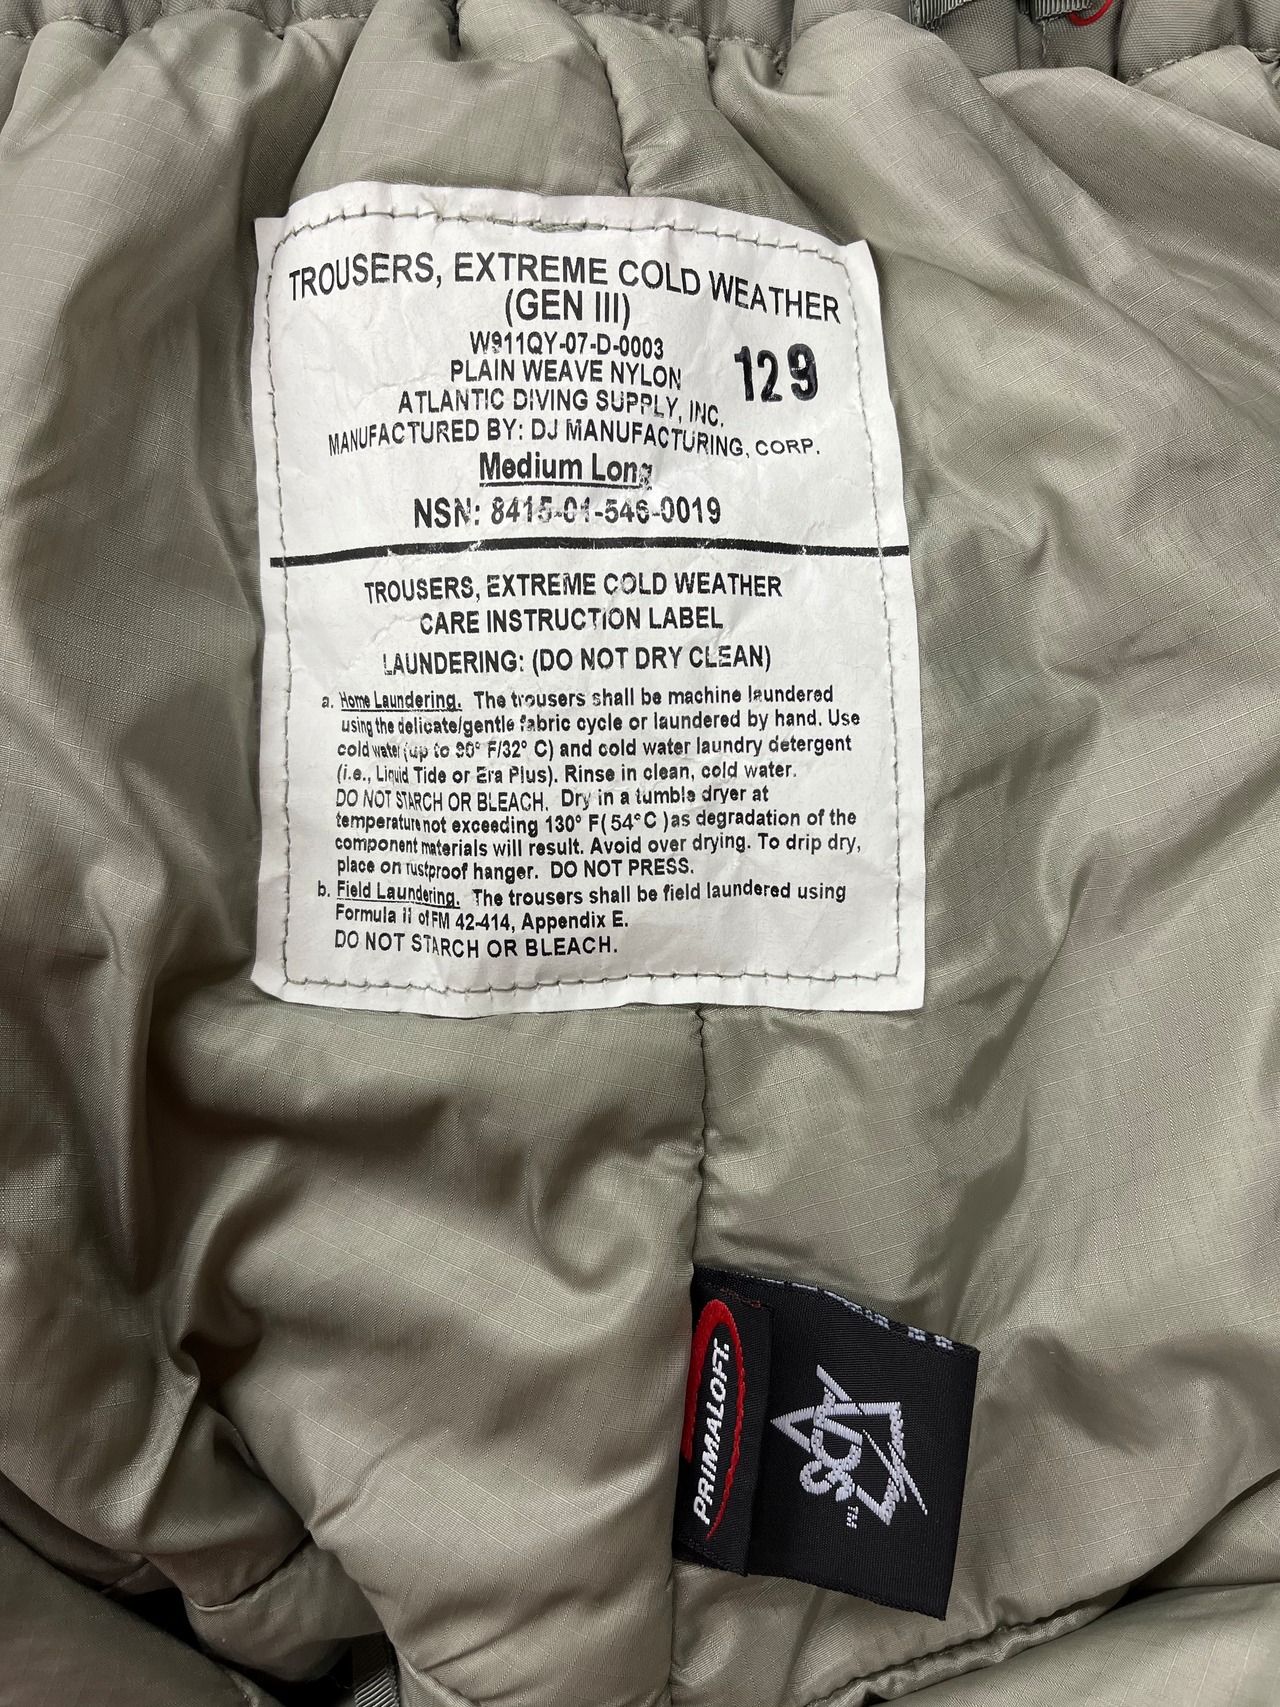 TROUSERS, EXTREME COLD WEATHER
(GEN III)
W911QY-07-D-0003
PLAIN WEAVE NYLON
129
ATLANTIC DIVING SUPPLY, INC.
MANUFACTURED BY: DJ MANUFACTURING, CORP.
Medium Long
NSN: 8415-01-546-0019
TROUSERS, EXTREME COLD WEATHER
CARE INSTRUCTION LABEL
LAUNDERING: (DO NOT DRY CLEAN)
a. Home Laundering. The trousers shall be machine laundered
using the delicate/gentle fabric cycle or laundered by hand. Use
cold water (up to 90° F/32° C) and cold water laundry detergent
(i.e., Liquid Tide or Era Plus). Rinse in clean, cold water.
DO NOT STARCH OR BLEACH. Dry in a tumble dryer at
temperature not exceeding 130° F( 54°C )as degradation of the
component materials will result. Avoid over drying. To drip dry,
place on rustproof hanger. DO NOT PRESS.
b. Field Laundering. The trousers shall be field laundered using
Formula II of FM 42-414, Appendix E.
DO NOT STARCH OR BLEACH.
PRIMALOFT.
ADS™